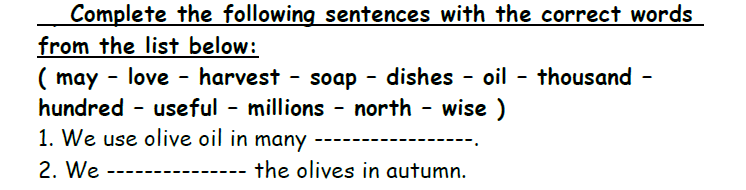 Complete the following sentences with the correct words
from the list below:
( may – love – harvest – soap – dishes – oil – thousand –
hundred – useful – millions – north – wise )
1. We use olive oil in many -----------------.
2. We --------------- the olives in autumn.